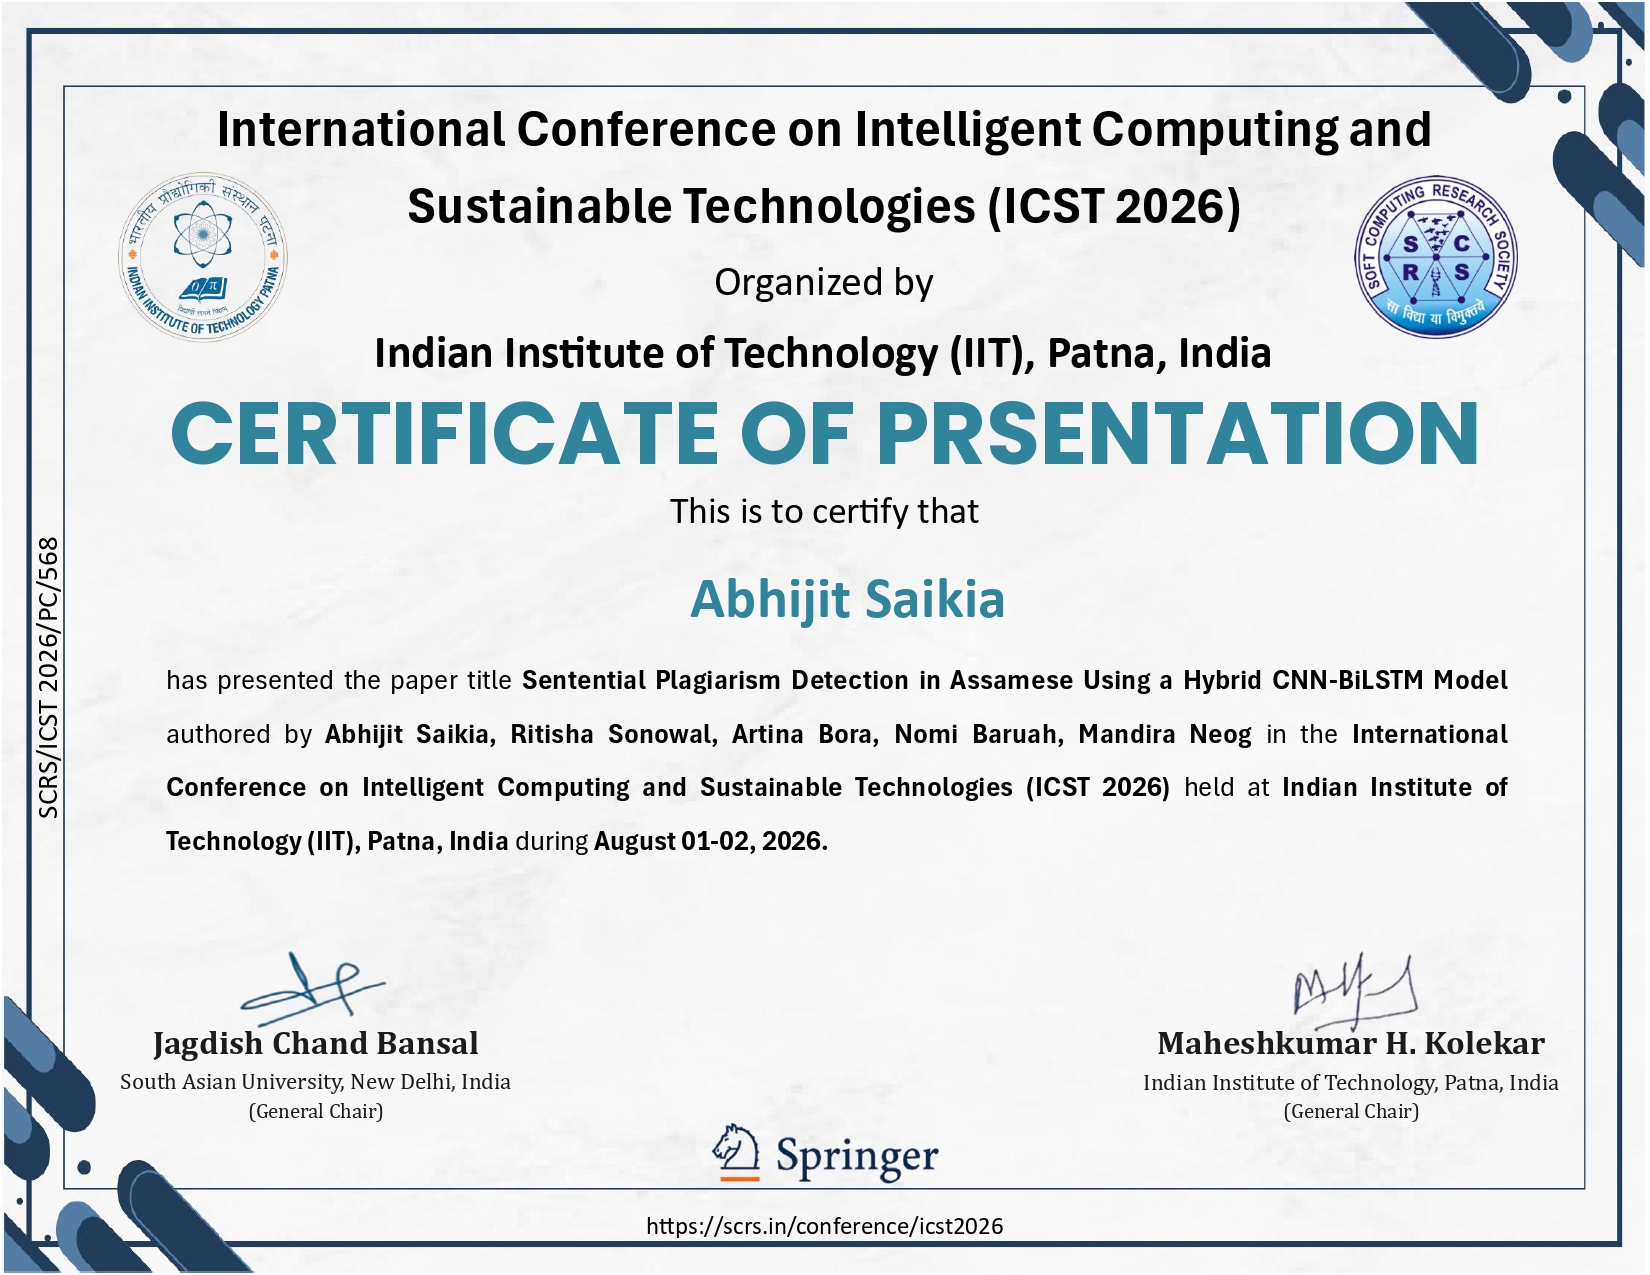 International Conference on Intelligent Computing and
Sustainable Technologies (ICST 2026)
भारतीय प्रौद्योगिकी संस्थान पटना
INDIAN INSTITUTE OF TECHNOLOGY PATNA
π
SOFT COMPUTING RESEARCH SOCIETY
S C
R S
सा विद्या या विमुक्तये
Organized by
Indian Institute of Technology (IIT), Patna, India
CERTIFICATE OF PRSENTATION
This is to certify that
Abhijit Saikia
SCRS/ICST 2026/PC/568
has presented the paper title Sentential Plagiarism Detection in Assamese Using a Hybrid CNN-BiLSTM Model
authored by Abhijit Saikia, Ritisha Sonowal, Artina Bora, Nomi Baruah, Mandira Neog in the International
Conference on Intelligent Computing and Sustainable Technologies (ICST 2026) held at Indian Institute of
Technology (IIT), Patna, India during August 01-02, 2026.
Jagdish Chand Bansal
South Asian University, New Delhi, India
(General Chair)
Maheshkumar H. Kolekar
Indian Institute of Technology, Patna, India
(General Chair)
Springer
https://scrs.in/conference/icst2026